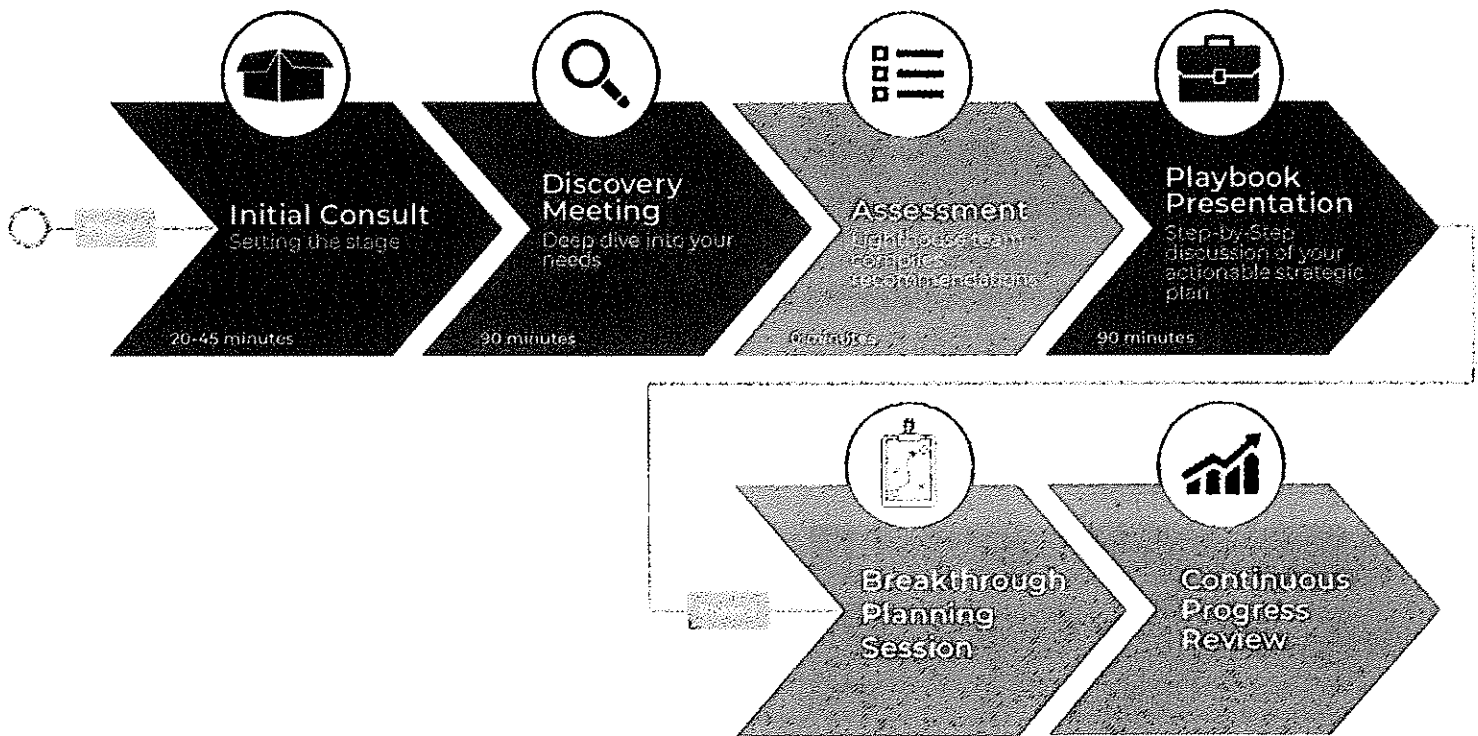 Initial Consult
Setting the stage
20-45 minutes
Discovery
Meeting
Deep dive into your
needs
90 minutes
Assessment
Lighthouse team
compiles
recommendations
0 minutes
Playbook
Presentation
Step-by-Step
discussion of your
actionable strategic
plan
90 minutes
Breakthrough
Planning
Session
Continuous
Progress
Review